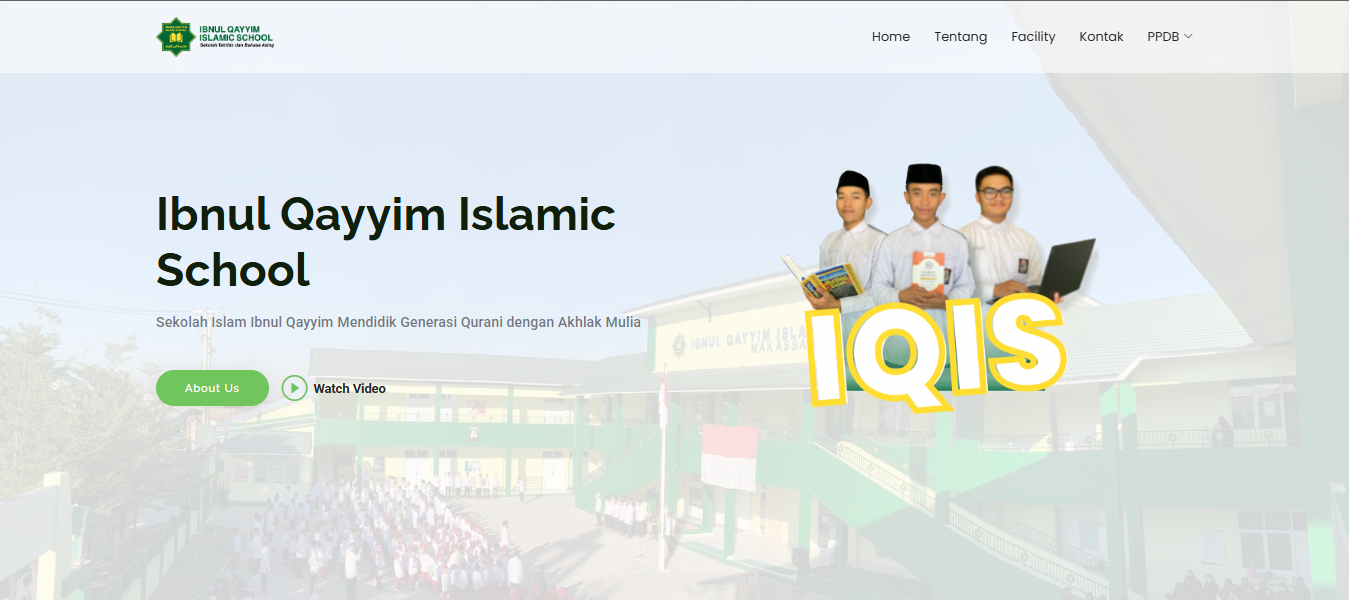 IBNUL QAYYIM
ISLAMIC SCHOOL
Sekolah Tahfidz dan Bahasa Asing
Home Tentang Facility Kontak PPDB
Ibnul Qayyim Islamic
School
Sekolah Islam Ibnul Qayyim Mendidik Generasi Qurani dengan Akhlak Mulia
About Us Watch Video
IBNUL QAYYIM ISLA
MAKASSA
IQIS